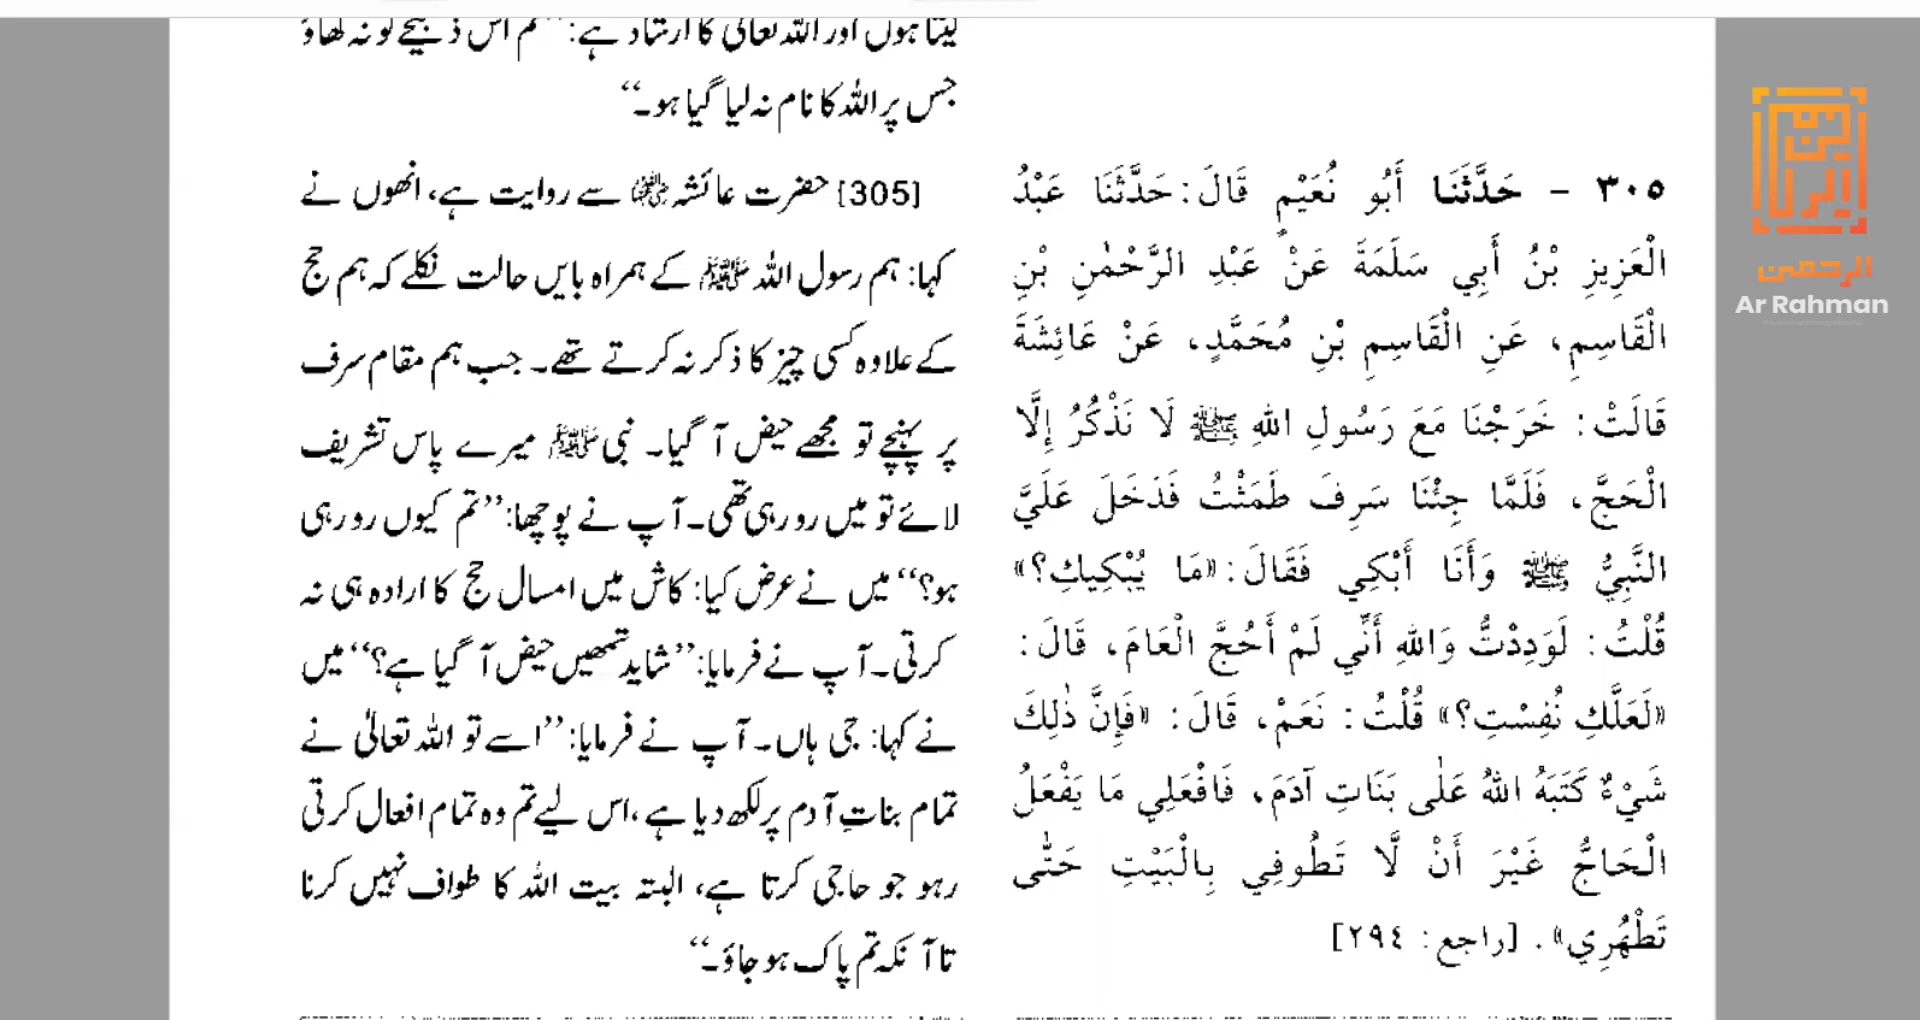 ٣٠٥ - حَدَّثَنَا أَبُو نُعَيْمٍ قَالَ: حَدَّثَنَا عَبْدُ
الْعَزِيزِ بْنُ أَبِي سَلَمَةَ عَنْ عَبْدِ الرَّحْمٰنِ بْنِ
الْقَاسِمِ، عَنِ الْقَاسِمِ بْنِ مُحَمَّدٍ، عَنْ عَائِشَةَ
قَالَتْ: خَرَجْنَا مَعَ رَسُولِ اللهِ ﷺ لَا نَذْكُرُ إِلَّا
الْحَجَّ، فَلَمَّا جِئْنَا سَرِفَ طَمَثْتُ فَدَخَلَ عَلَيَّ
النَّبِيُّ ﷺ وَأَنَا أَبْكِي فَقَالَ: «مَا يُبْكِيكِ؟»
قُلْتُ: لَوَدِدْتُّ وَاللهِ أَنِّي لَمْ أَحُجَّ الْعَامَ، قَالَ:
«لَعَلَّكِ نُفِسْتِ؟» قُلْتُ: نَعَمْ، قَالَ: «فَإِنَّ ذٰلِكَ
شَيْءٌ كَتَبَهُ اللهُ عَلٰى بَنَاتِ آدَمَ، فَافْعَلِي مَا يَفْعَلُ
الْحَاجُّ غَيْرَ أَنْ لَّا تَطُوفِي بِالْبَيْتِ حَتّٰى
تَطْهُرِي». [راجع: ٢٩٤]
لیتا ہوں اور اللہ تعالیٰ کا ارشاد ہے: ”تم اس ذبیحے کو نہ کھاؤ
جس پر اللہ کا نام نہ لیا گیا ہو۔“
[305] حضرت عائشہ ؓ سے روایت ہے، انھوں نے
کہا: ہم رسول اللہ ﷺ کے ہمراہ بایں حالت نکلے کہ ہم حج
کے علاوہ کسی چیز کا ذکر نہ کرتے تھے۔ جب ہم مقام سرف
پر پہنچے تو مجھے حیض آ گیا۔ نبی ﷺ میرے پاس تشریف
لائے تو میں رو رہی تھی۔ آپ نے پوچھا: ”تم کیوں رو رہی
ہو؟“ میں نے عرض کیا: کاش میں امسال حج کا ارادہ ہی نہ
کرتی۔ آپ نے فرمایا: ”شاید تمھیں حیض آ گیا ہے؟“ میں
نے کہا: جی ہاں۔ آپ نے فرمایا: ”اسے تو اللہ تعالیٰ نے
تمام بناتِ آدم پر لکھ دیا ہے، اس لیے تم وہ تمام افعال کرتی
رہو جو حاجی کرتا ہے، البتہ بیت اللہ کا طواف نہیں کرنا
تا آنکہ تم پاک ہو جاؤ۔“
الرحمن
Ar Rahman